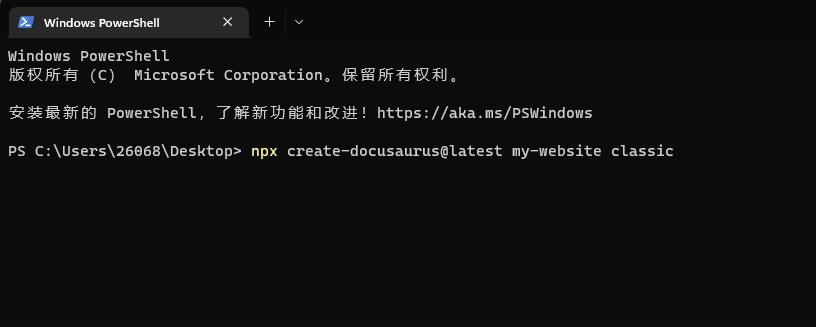 Windows PowerShell
Windows PowerShell
版权所有 (C)  Microsoft Corporation。保留所有权利。
安装最新的 PowerShell，了解新功能和改进！https://aka.ms/PSWindows
PS C:\Users\26068\Desktop> npx create-docusaurus@latest my-website classic